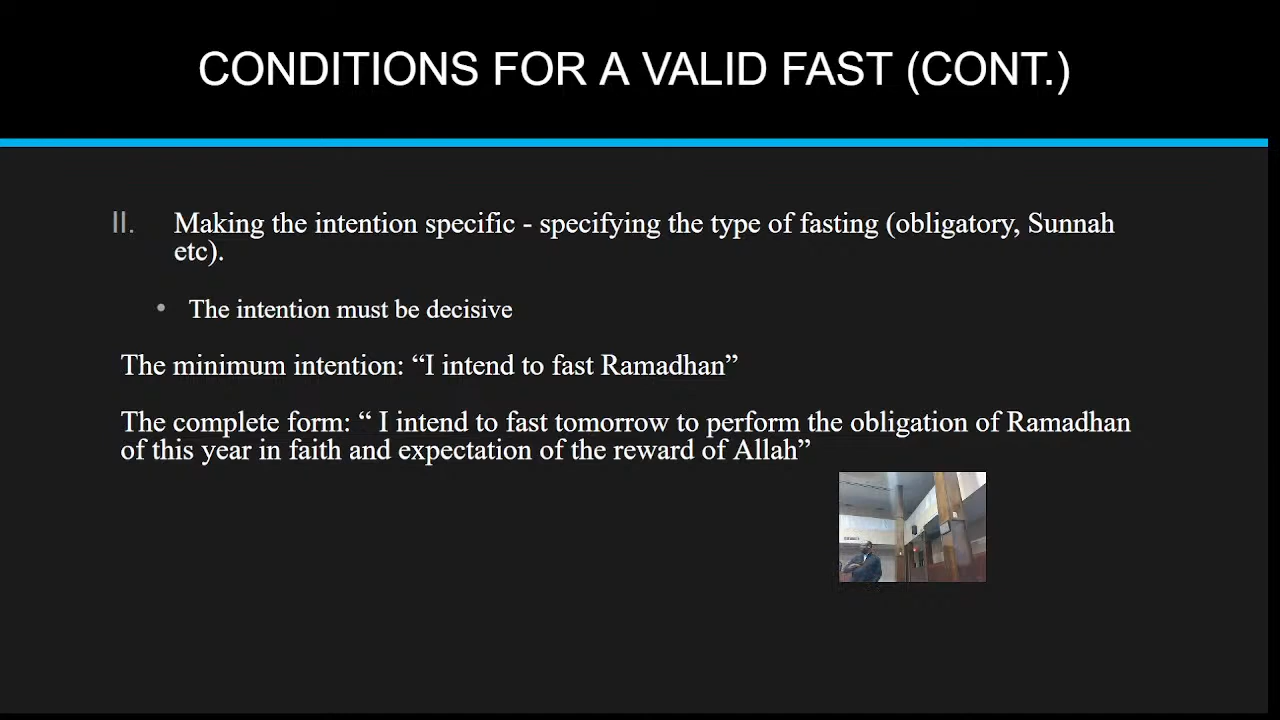 CONDITIONS FOR A VALID FAST (CONT.)
II. Making the intention specific - specifying the type of fasting (obligatory, Sunnah
etc).
• The intention must be decisive
The minimum intention: “I intend to fast Ramadhan”
The complete form: “ I intend to fast tomorrow to perform the obligation of Ramadhan
of this year in faith and expectation of the reward of Allah”